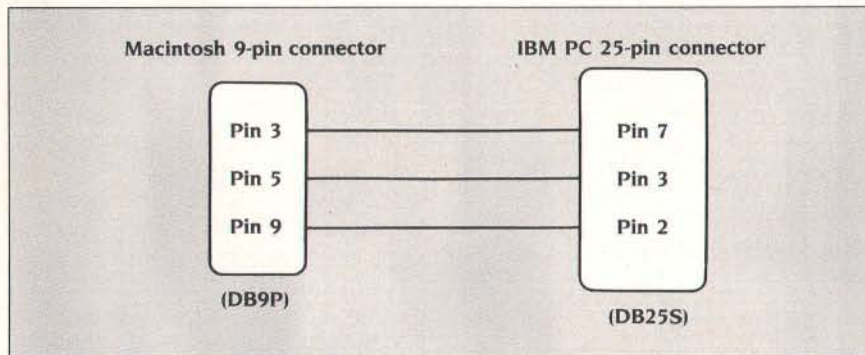 Macintosh 9-pin connector
IBM PC 25-pin connector
Pin 3
Pin 7
Pin 5
Pin 3
Pin 9
Pin 2
(DB9P)
(DB25S)